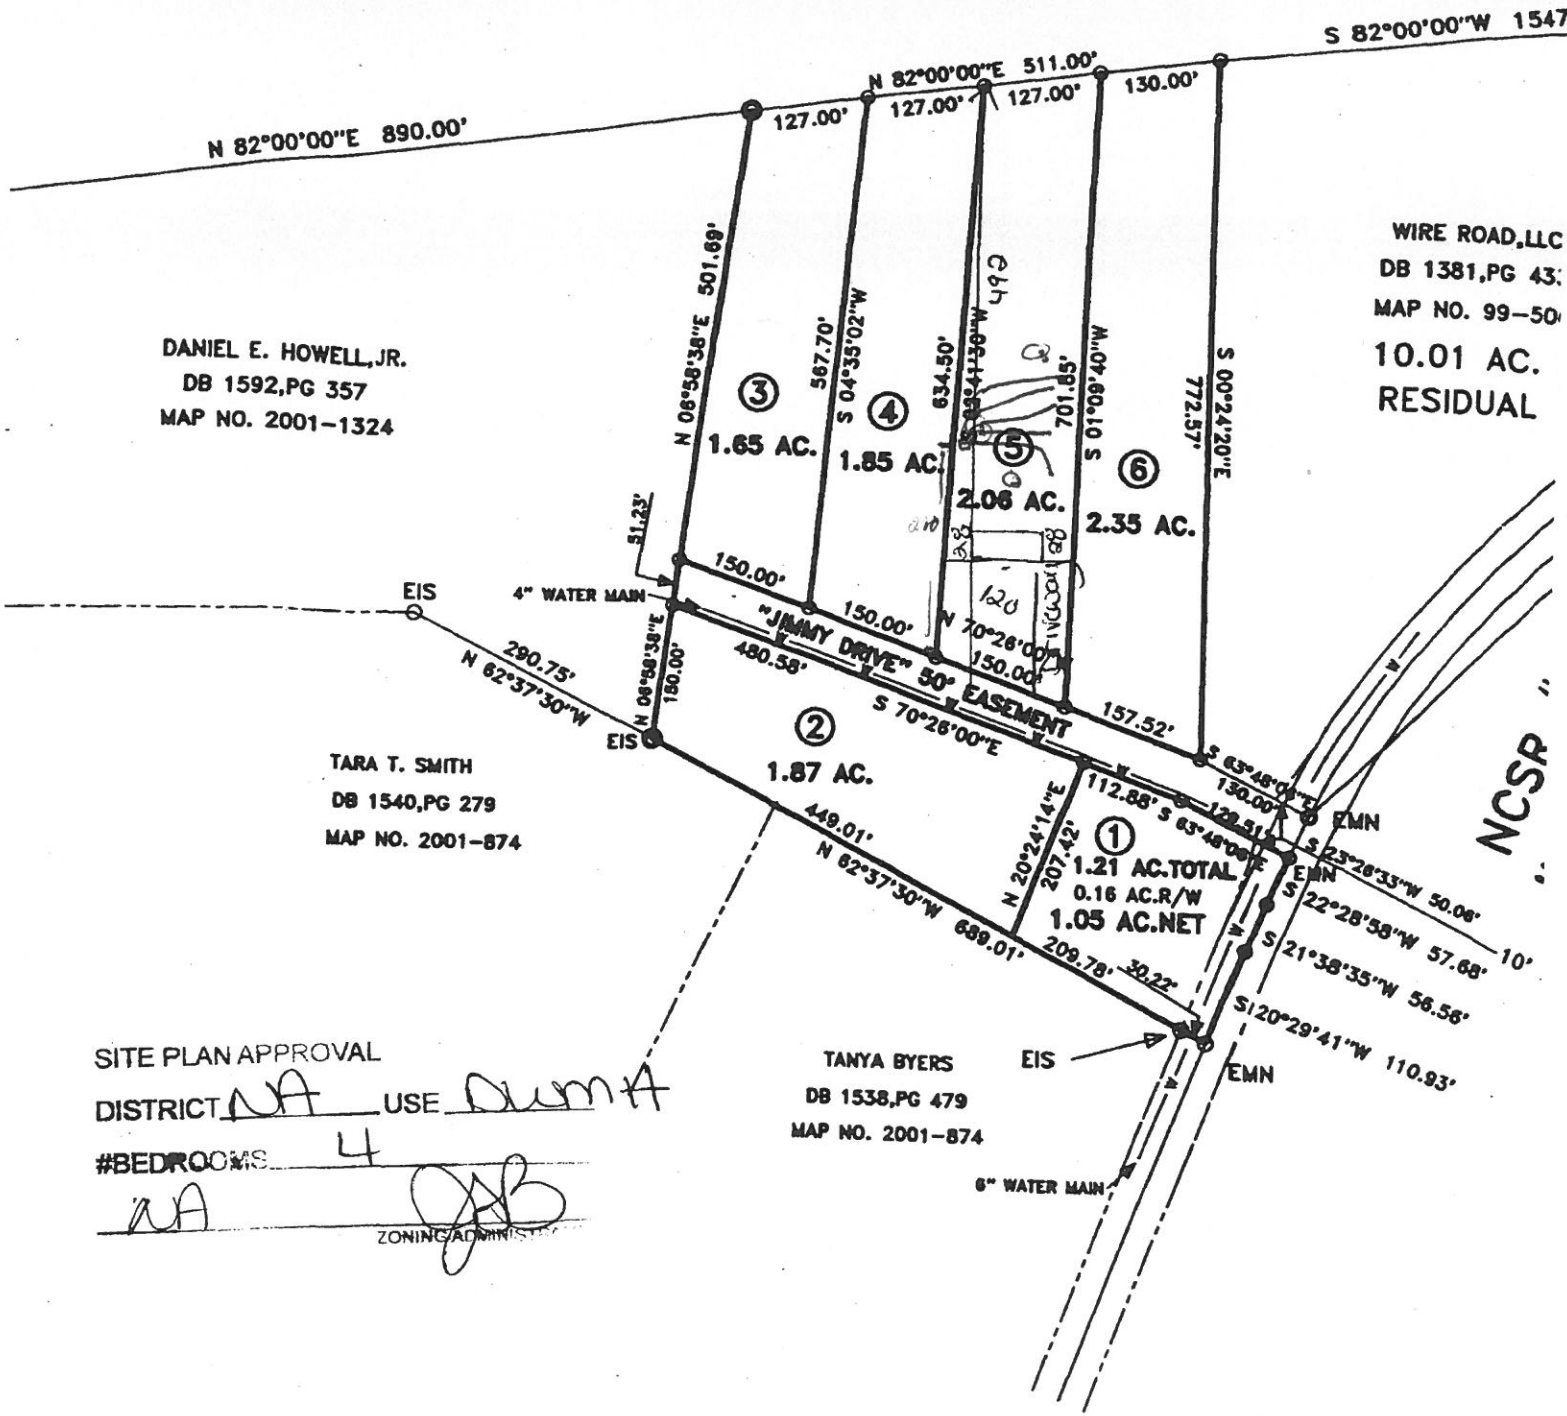 S 82°00'00"W 1547
N 82°00'00"E 511.00'
127.00'
127.00'
127.00'
130.00'
N 82°00'00"E 890.00'
WIRE ROAD,LLC
DB 1381,PG 43
MAP NO. 99-50
10.01 AC.
RESIDUAL
DANIEL E. HOWELL,JR.
DB 1592,PG 357
MAP NO. 2001-1324
N 06°58'38"E 501.69'
567.70'
S 04°35'02"W
634.50'
701.85'
S 01°09'40"W
772.57'
S 00°24'20"E
3
1.65 AC.
4
1.85 AC.
5
2.06 AC.
6
2.35 AC.
28
28
120
51.23'
EIS
4" WATER MAIN
150.00'
150.00'
N 70°26'00"
150.00'
157.52'
"JIMMY DRIVE" 50' EASEMENT
W
480.58'
S 70°26'00"E
290.75'
N 62°37'30"W
N 06°58'38"E
150.00'
EIS
2
1.87 AC.
TARA T. SMITH
DB 1540,PG 279
MAP NO. 2001-874
449.01'
N 62°37'30"W 689.01'
N 20°24'14"E
207.42'
112.88'
S 63°48'06"E
129.51'
130.00'
EMN
EMN
NCSR
1
1.21 AC.TOTAL
0.16 AC.R/W
1.05 AC.NET
209.78'
30.22'
S 23°26'33"W 50.06'
S 22°28'58"W 57.68'
10'
S 21°38'35"W 56.56'
S 20°29'41"W 110.93'
EIS
EMN
TANYA BYERS
DB 1538,PG 479
MAP NO. 2001-874
6" WATER MAIN
SITE PLAN APPROVAL
DISTRICT NA USE DWMH
#BEDROOMS 4
NA
ZONING ADMINIST